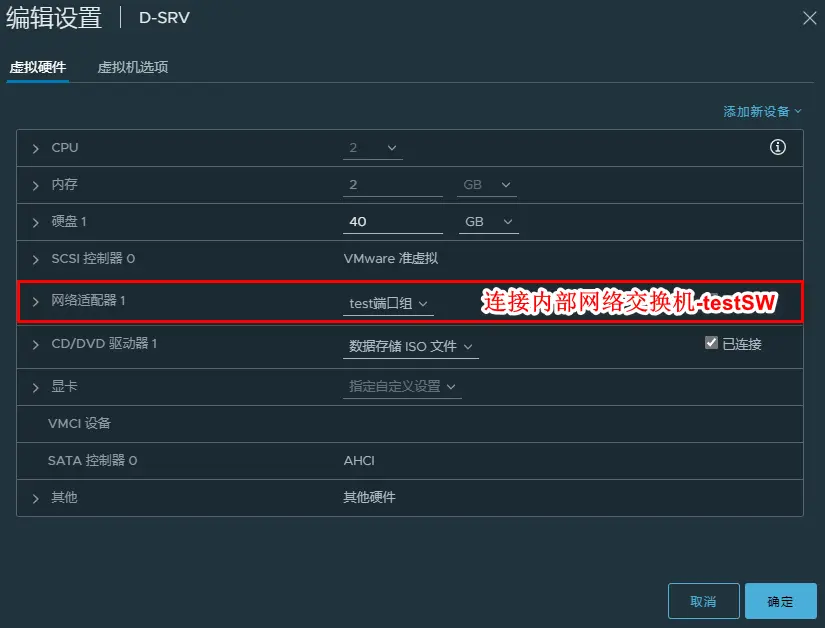 编辑设置 | D-SRV
虚拟硬件 虚拟机选项
添加新设备
CPU 2
内存 2 GB
硬盘 1 40 GB
SCSI 控制器 0 VMware 准虚拟
网络适配器 1 test端口组 连接内部网络交换机-testSW
CD/DVD 驱动器 1 数据存储 ISO 文件 已连接
显卡 指定自定义设置
VMCI 设备
SATA 控制器 0 AHCI
其他 其他硬件
取消 确定